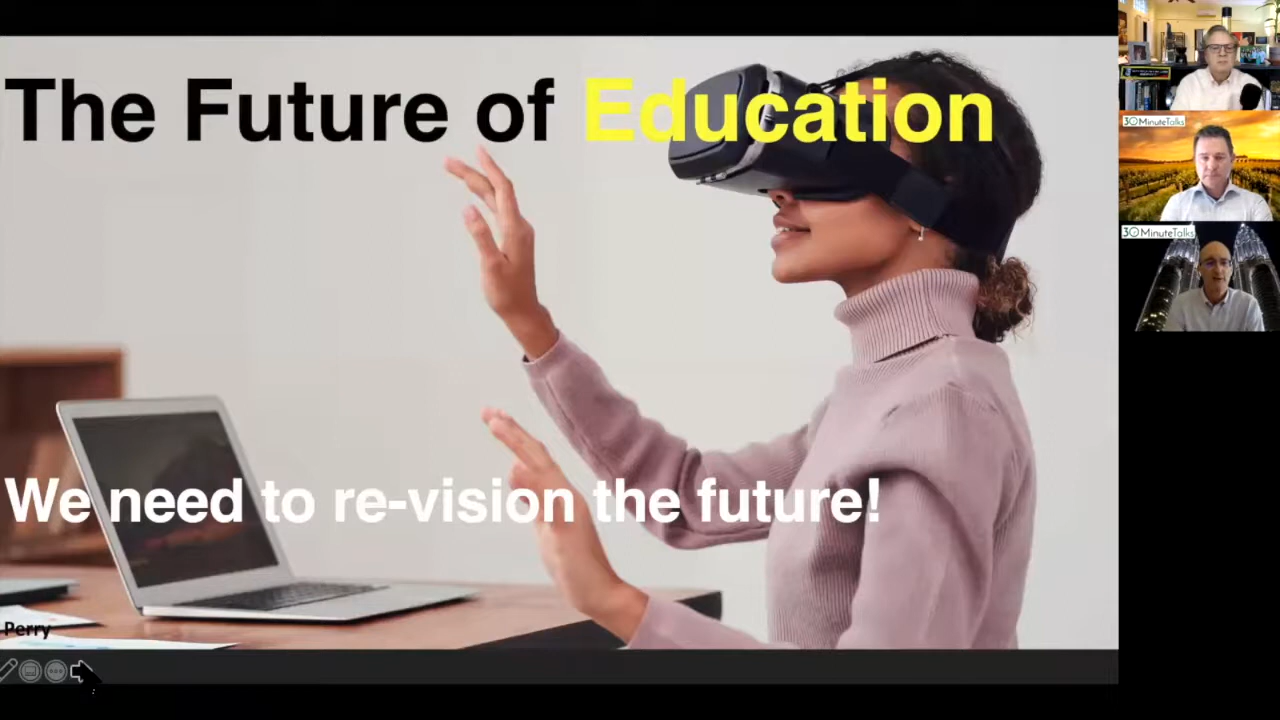 The Future of Education
We need to re-vision the future!
Perry
30MinuteTalks
30MinuteTalks